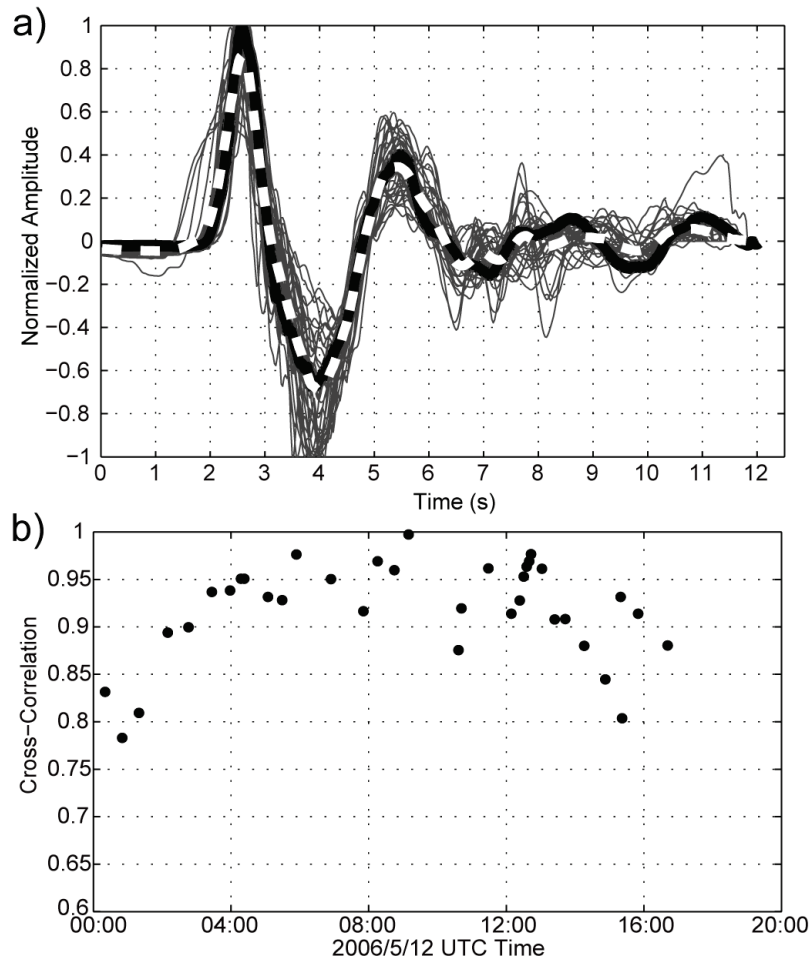 a)
1
0.8
0.6
0.4
0.2
0
−0.2
−0.4
−0.6
−0.8
−1
Normalized Amplitude
0 1 2 3 4 5 6 7 8 9 10 11 12
Time (s)
b)
1
0.95
0.9
0.85
0.8
0.75
0.7
0.65
0.6
Cross−Correlation
00:00 04:00 08:00 12:00 16:00 20:00
2006/5/12 UTC Time